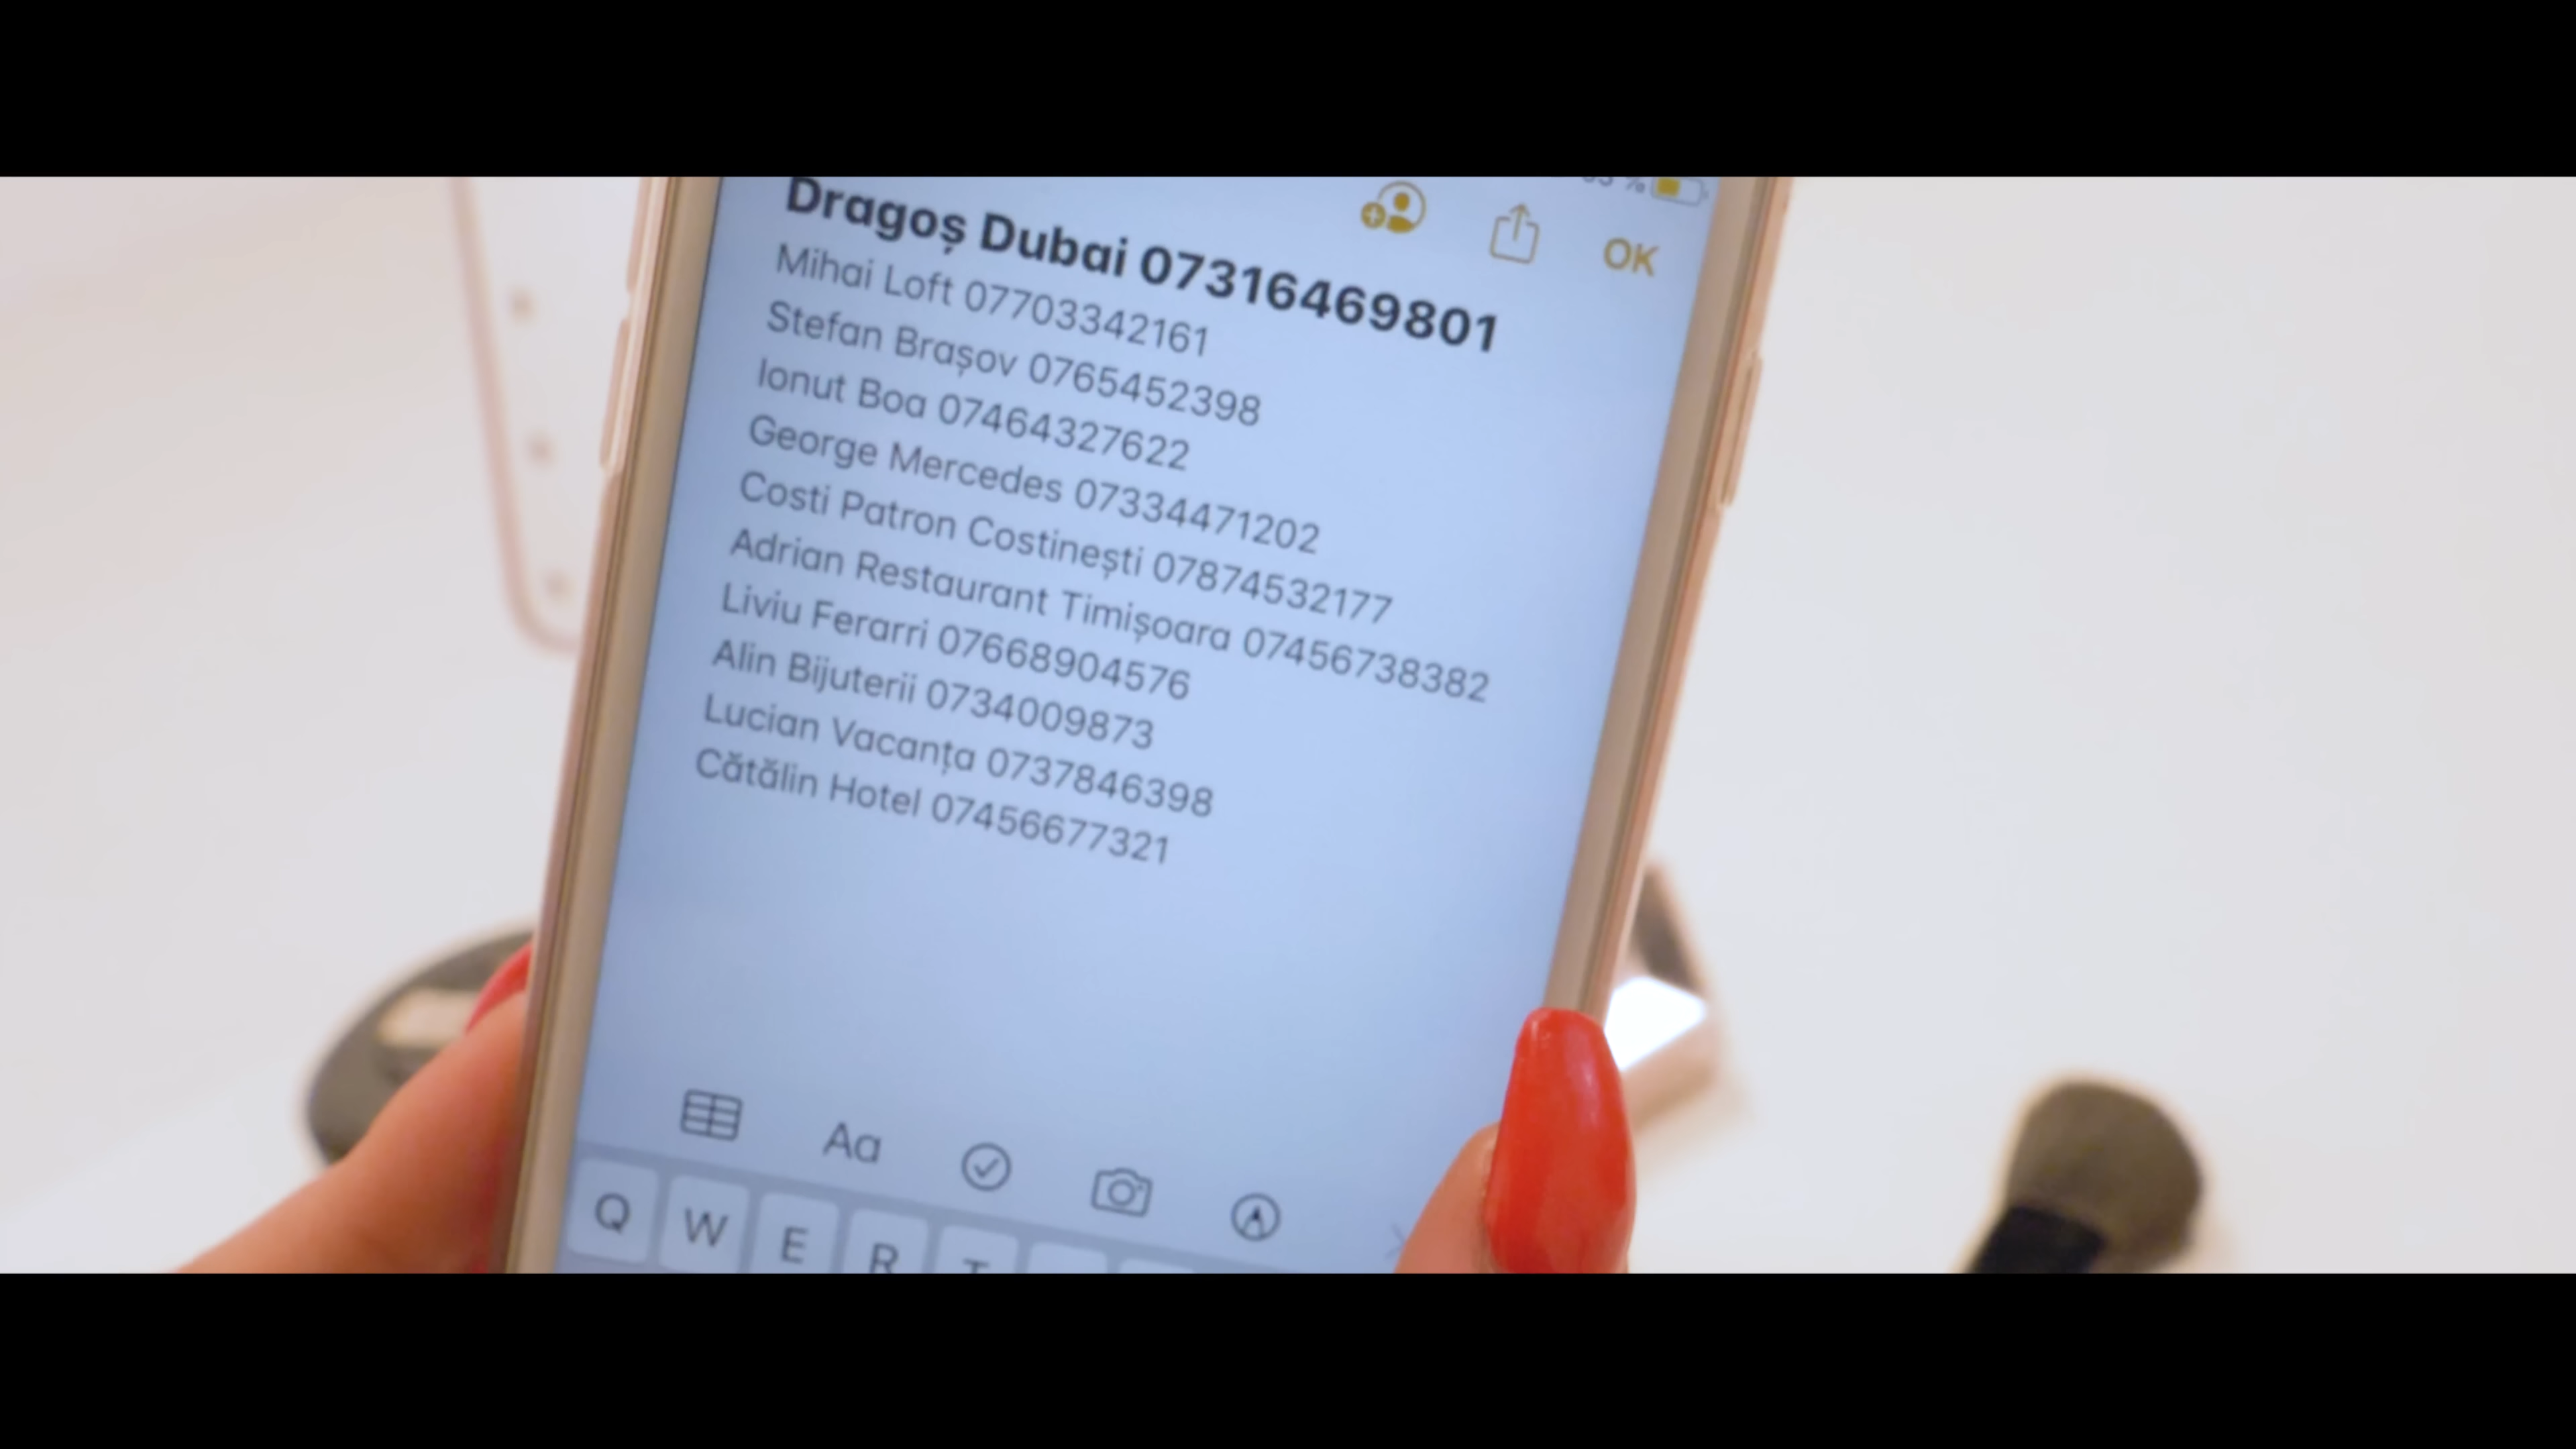 83 %
OK
Dragoș Dubai 07316469801
Mihai Loft 07703342161
Stefan Brașov 0765452398
Ionut Boa 07464327622
George Mercedes 07334471202
Costi Patron Costinești 07874532177
Adrian Restaurant Timișoara 07456738382
Liviu Ferarri 07668904576
Alin Bijuterii 0734009873
Lucian Vacanța 0737846398
Cătălin Hotel 07456677321
Aa
Q W E R T